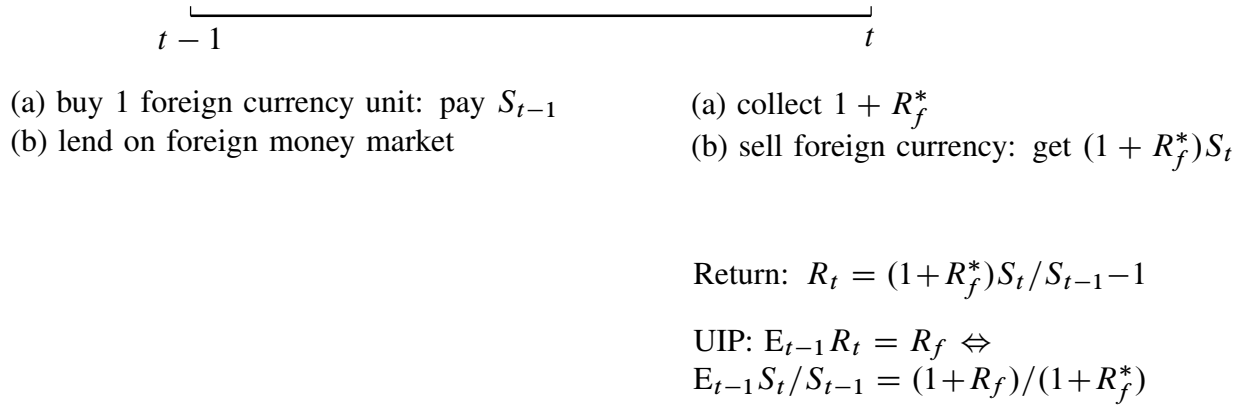 t − 1
t
(a) buy 1 foreign currency unit: pay S_{t−1}
(b) lend on foreign money market
(a) collect 1 + R_f^*
(b) sell foreign currency: get (1 + R_f^*)S_t
Return: R_t = (1+R_f^*)S_t/S_{t−1}−1
UIP: E_{t−1}R_t = R_f ⇔
E_{t−1}S_t/S_{t−1} = (1+R_f)/(1+R_f^*)